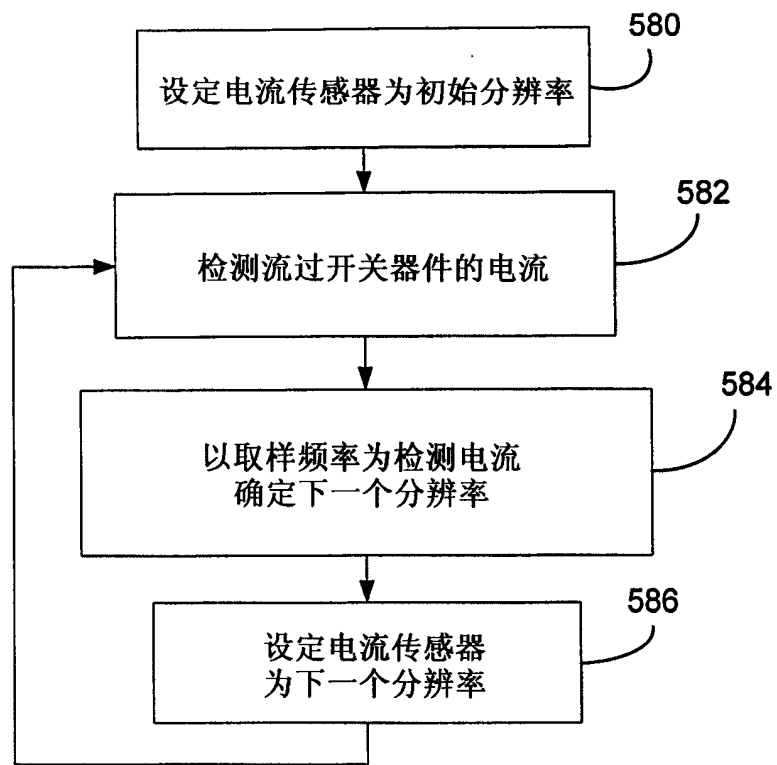 580
设定电流传感器为初始分辨率
582
检测流过开关器件的电流
584
以取样频率为检测电流
确定下一个分辨率
586
设定电流传感器
为下一个分辨率